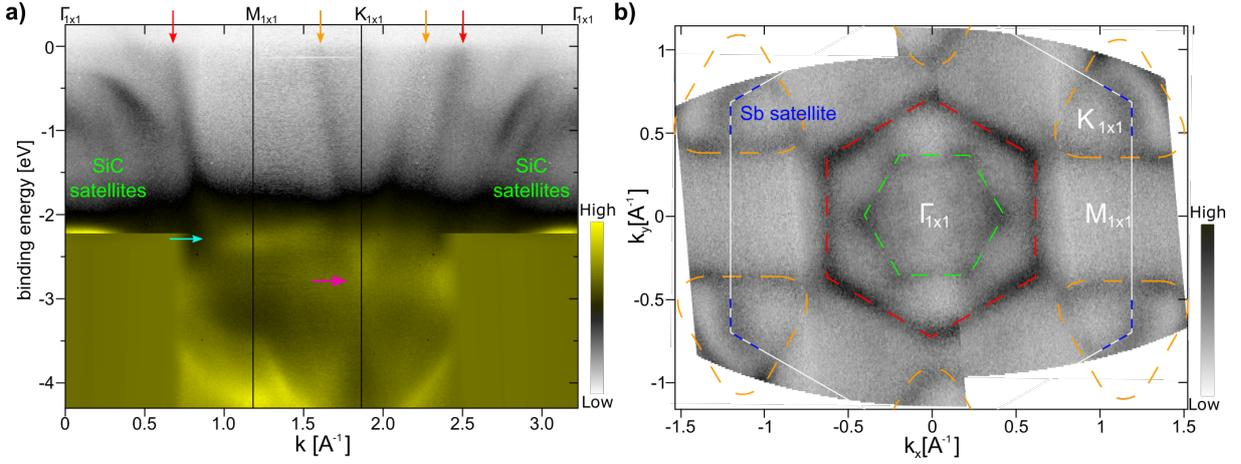 a)
Γ1x1 M1x1 K1x1 Γ1x1
binding energy [eV]
0
-1
-2
-3
-4
SiC
satellites
SiC
satellites
High
Low
0 0.5 1.0 1.5 2.0 2.5 3.0
k [A-1]
b)
ky[A-1]
1
0.5
0
-0.5
-1
Sb satellite
K1x1
Γ1x1
M1x1
High
Low
-1.5 -1 -0.5 0 0.5 1 1.5
kx[A-1]